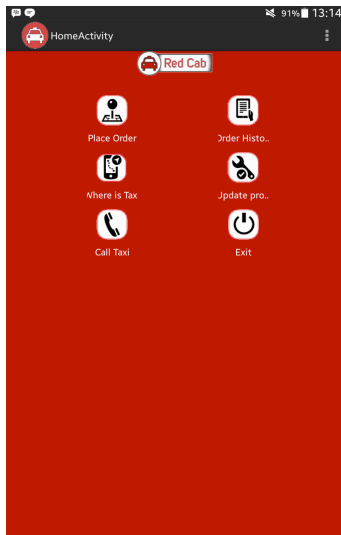 91% 13:14
HomeActivity
Red Cab
Place Order
Order Histo..
Where is Tax
Update pro..
Call Taxi
Exit